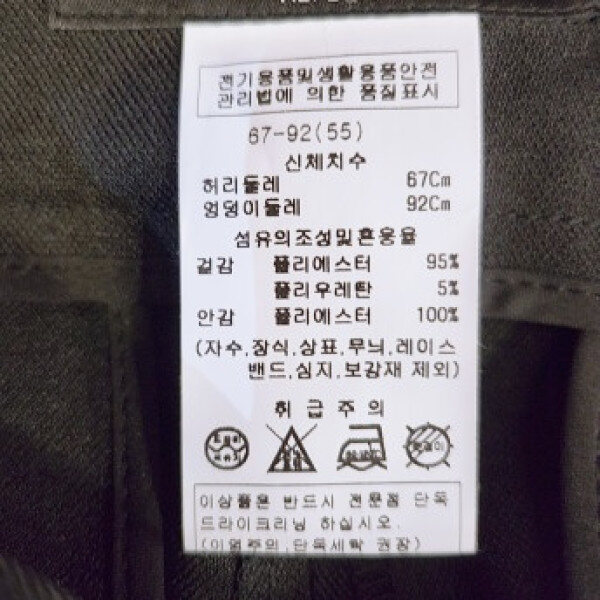 전기용품및생활용품안전
관리법에 의한 품질표시
67-92(55)
신체치수
허리둘레 67Cm
엉덩이둘레 92Cm
섬유의조성및혼용율
겉감 폴리에스터 95%
폴리우레탄 5%
안감 폴리에스터 100%
(자수,장식,상표,무늬,레이스
밴드,심지,보강재 제외)
취급주의
이상품은 반드시 전문점 단독
드라이크리닝 하십시오.
(이염주의,단독세탁 권장)